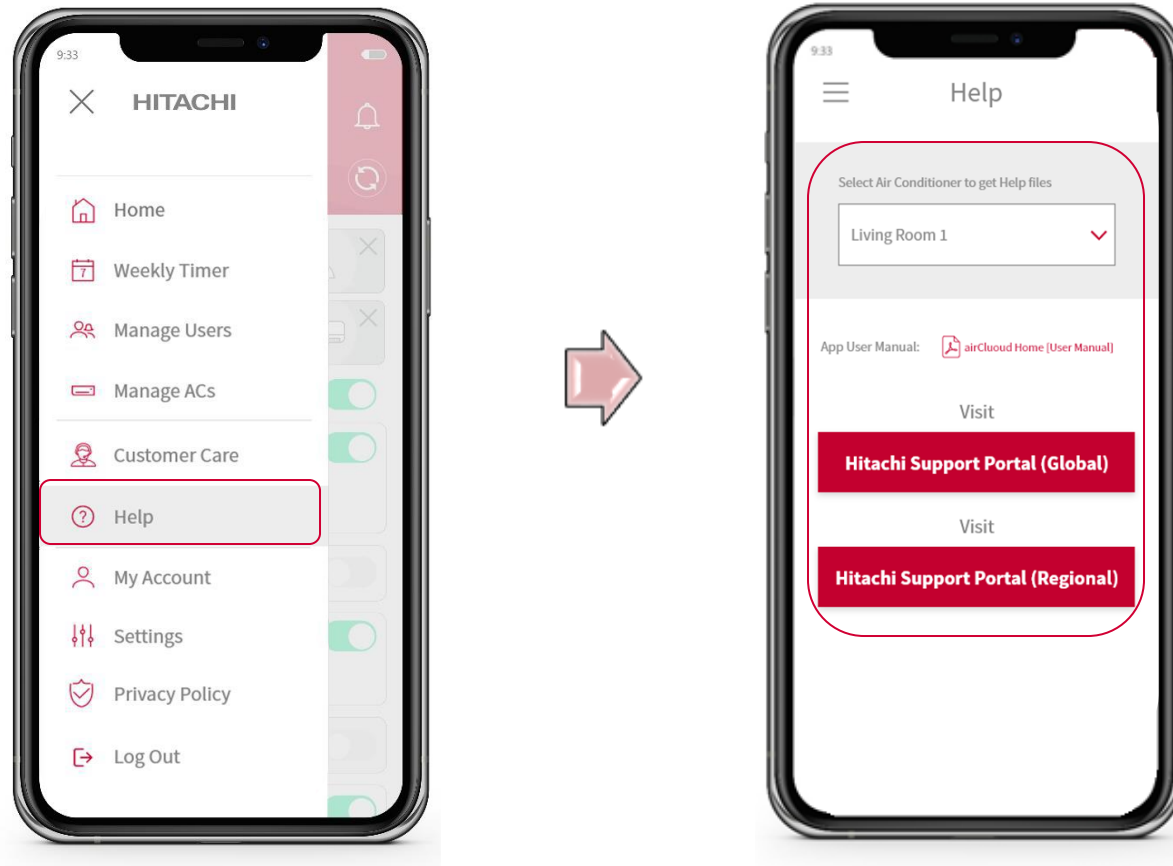 9:33
HITACHI
Home
7
Weekly Timer
Manage Users
Manage ACs
Customer Care
? Help
My Account
Settings
Privacy Policy
Log Out
9:33
Help
Select Air Conditioner to get Help files
Living Room 1
App User Manual: airCluoud Home [User Manual]
Visit
Hitachi Support Portal (Global)
Visit
Hitachi Support Portal (Regional)